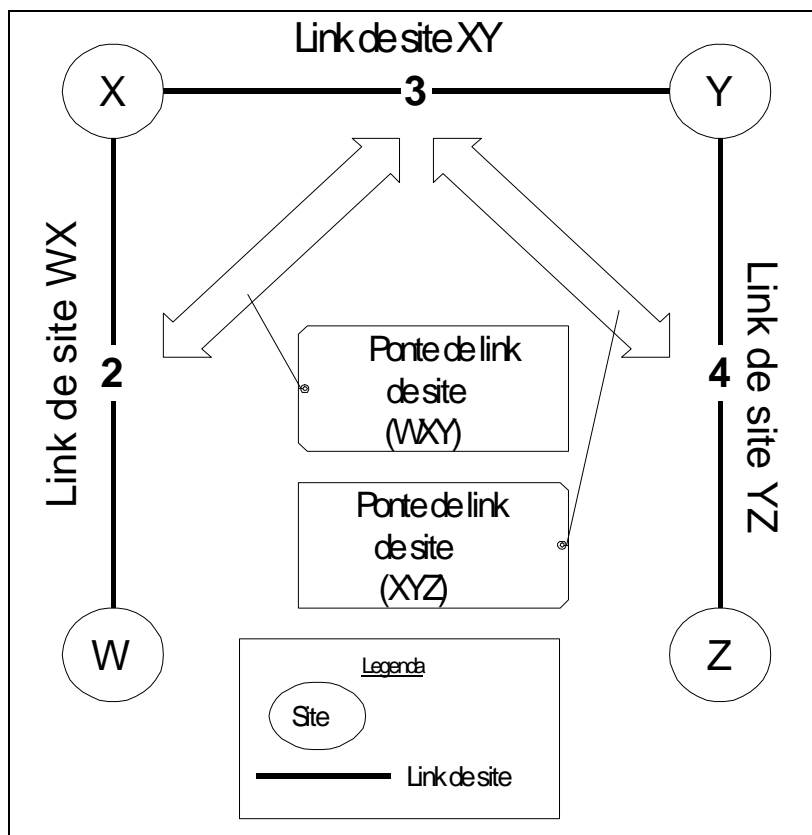 Link de site XY
X
3
Y
Link de site WX
2
Ponte de link
de site
(WXY)
4
Link de site YZ
Ponte de link
de site
(XYZ)
W
Z
Legenda
Site
Link de site